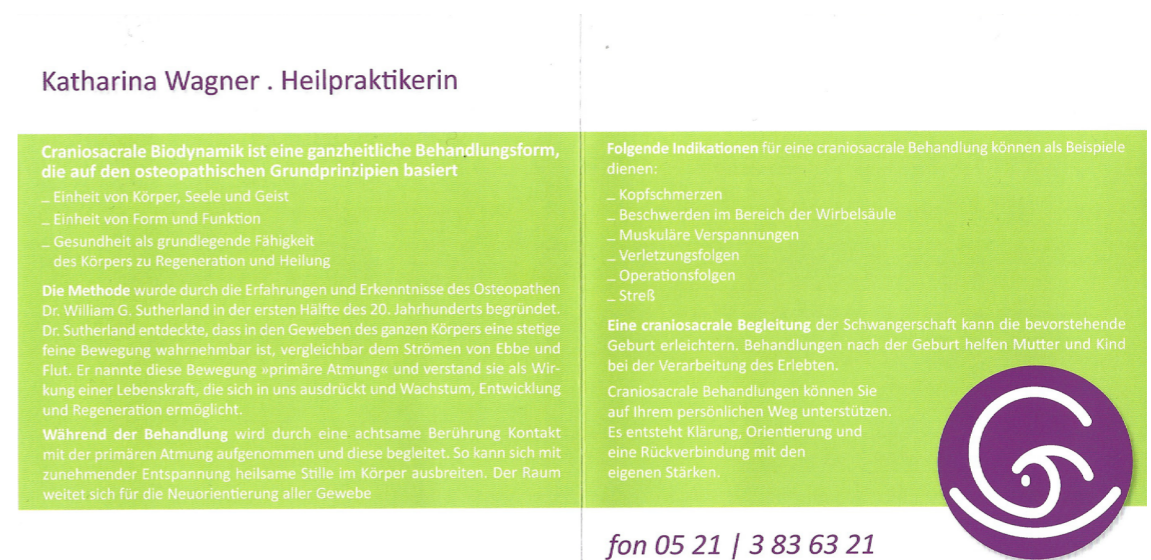 Katharina Wagner . Heilpraktikerin
Craniosacrale Biodynamik ist eine ganzheitliche Behandlungsform,
die auf den osteopathischen Grundprinzipien basiert
_ Einheit von Körper, Seele und Geist
_ Einheit von Form und Funktion
_ Gesundheit als grundlegende Fähigkeit
des Körpers zu Regeneration und Heilung
Die Methode wurde durch die Erfahrungen und Erkenntnisse des Osteopathen
Dr. William G. Sutherland in der ersten Hälfte des 20. Jahrhunderts begründet.
Dr. Sutherland entdeckte, dass in den Geweben des ganzen Körpers eine stetige
feine Bewegung wahrnehmbar ist, vergleichbar dem Strömen von Ebbe und
Flut. Er nannte diese Bewegung »primäre Atmung« und verstand sie als Wir-
kung einer Lebenskraft, die sich in uns ausdrückt und Wachstum, Entwicklung
und Regeneration ermöglicht.
Während der Behandlung wird durch eine achtsame Berührung Kontakt
mit der primären Atmung aufgenommen und diese begleitet. So kann sich mit
zunehmender Entspannung heilsame Stille im Körper ausbreiten. Der Raum
weitet sich für die Neuorientierung aller Gewebe
Folgende Indikationen für eine craniosacrale Behandlung können als Beispiele
dienen:
_ Kopfschmerzen
_ Beschwerden im Bereich der Wirbelsäule
_ Muskuläre Verspannungen
_ Verletzungsfolgen
_ Operationsfolgen
_ Streß
Eine craniosacrale Begleitung der Schwangerschaft kann die bevorstehende
Geburt erleichtern. Behandlungen nach der Geburt helfen Mutter und Kind
bei der Verarbeitung des Erlebten.
Craniosacrale Behandlungen können Sie
auf Ihrem persönlichen Weg unterstützen.
Es entsteht Klärung, Orientierung und
eine Rückverbindung mit den
eigenen Stärken.
fon 05 21 | 3 83 63 21